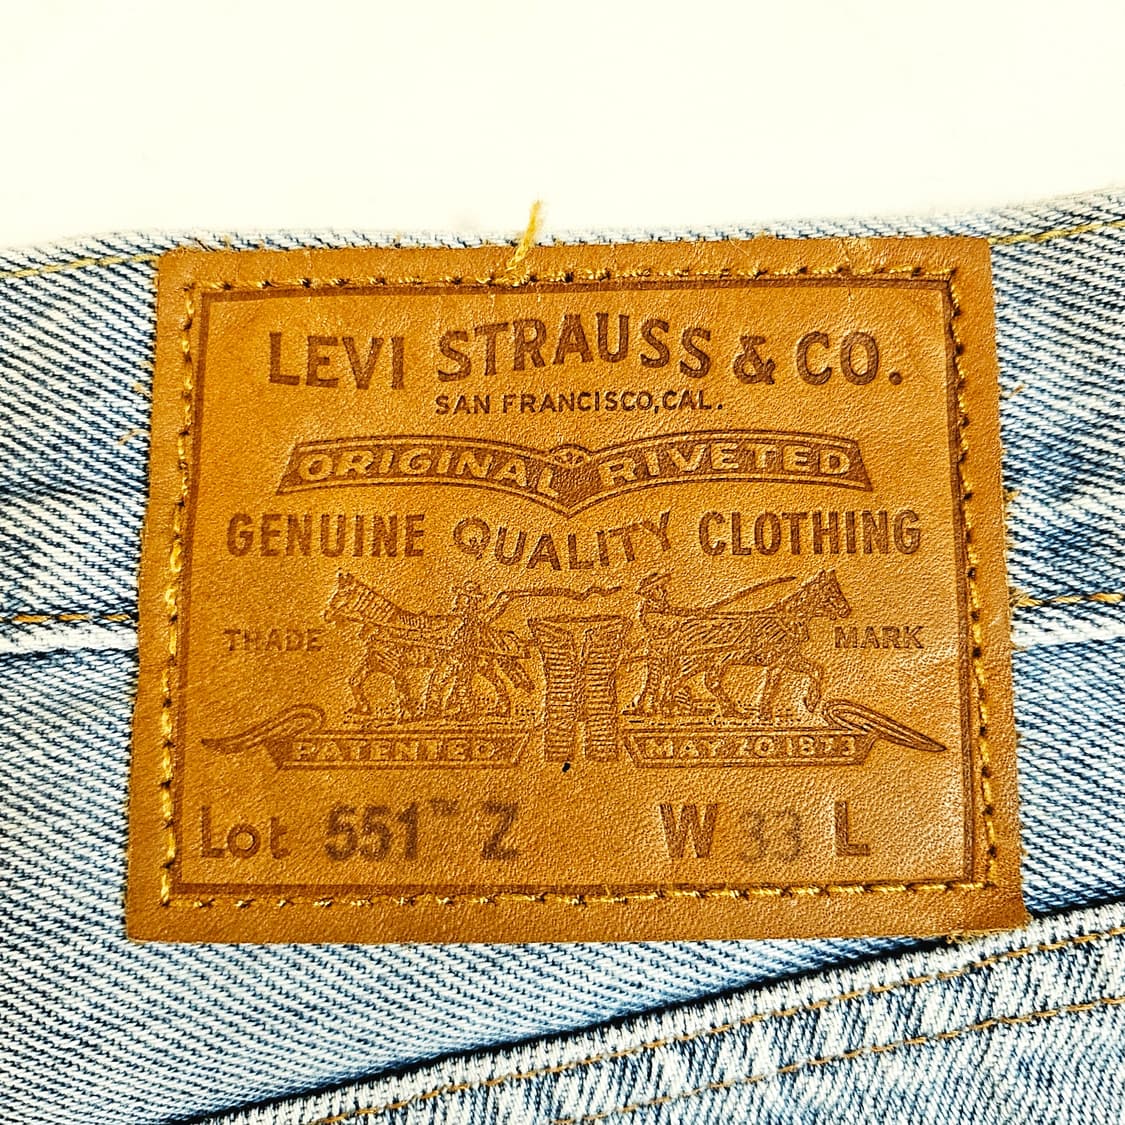 LEVI STRAUSS & CO.
SAN FRANCISCO, CAL.
ORIGINAL RIVETED
GENUINE QUALITY CLOTHING
TRADE MARK
PATENTED MAY 20 1873
Lot 551™ Z W 33 L